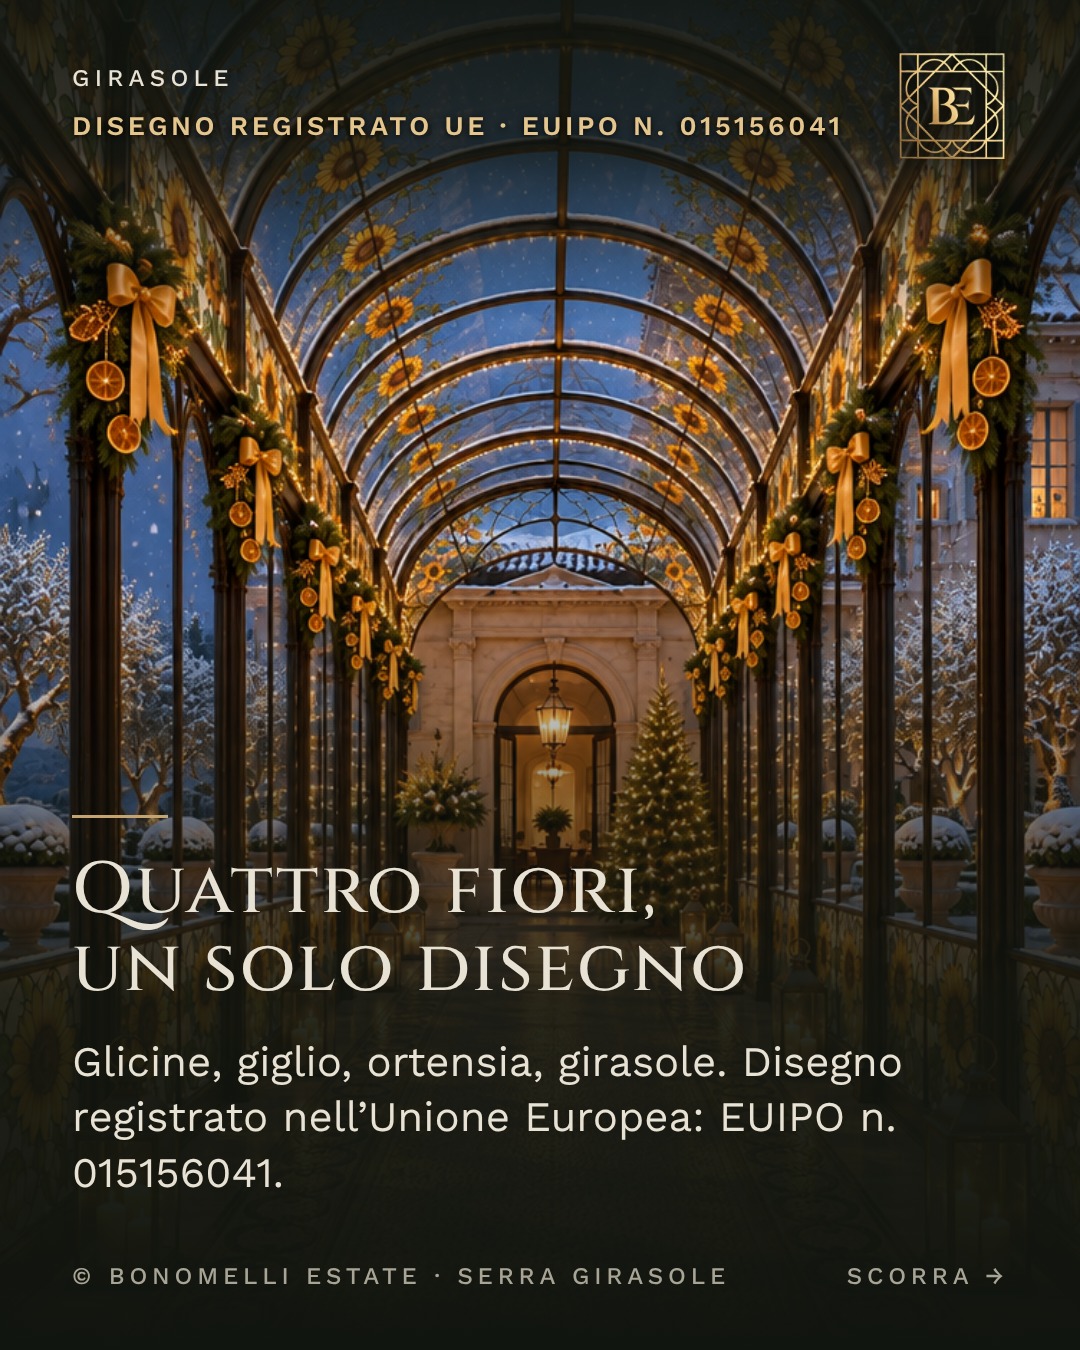 GIRASOLE
DISEGNO REGISTRATO UE · EUIPO N. 015156041
BE
QUATTRO FIORI,
UN SOLO DISEGNO
Glicine, giglio, ortensia, girasole. Disegno
registrato nell’Unione Europea: EUIPO n.
015156041.
© BONOMELLI ESTATE · SERRA GIRASOLE
SCORRA →